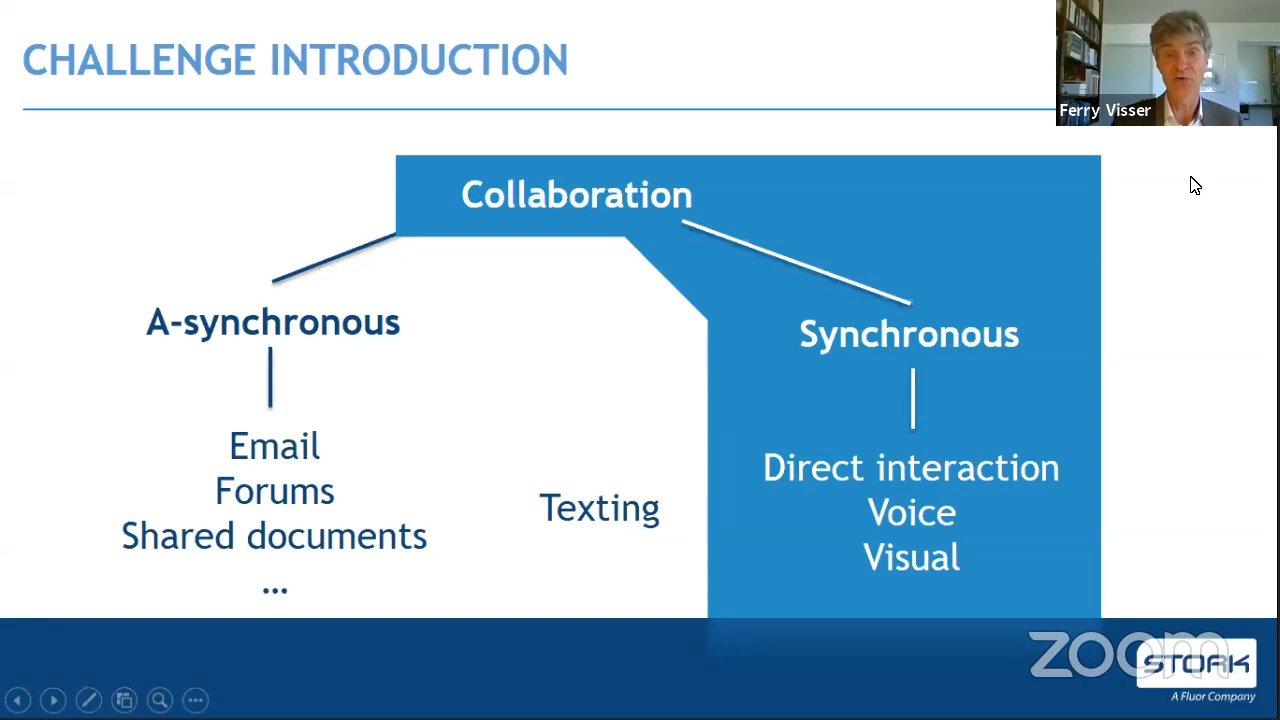 CHALLENGE INTRODUCTION
Ferry Visser
Collaboration
A-synchronous
Synchronous
Email
Forums
Shared documents
...
Texting
Direct interaction
Voice
Visual
zoom
STORK
A Fluor Company